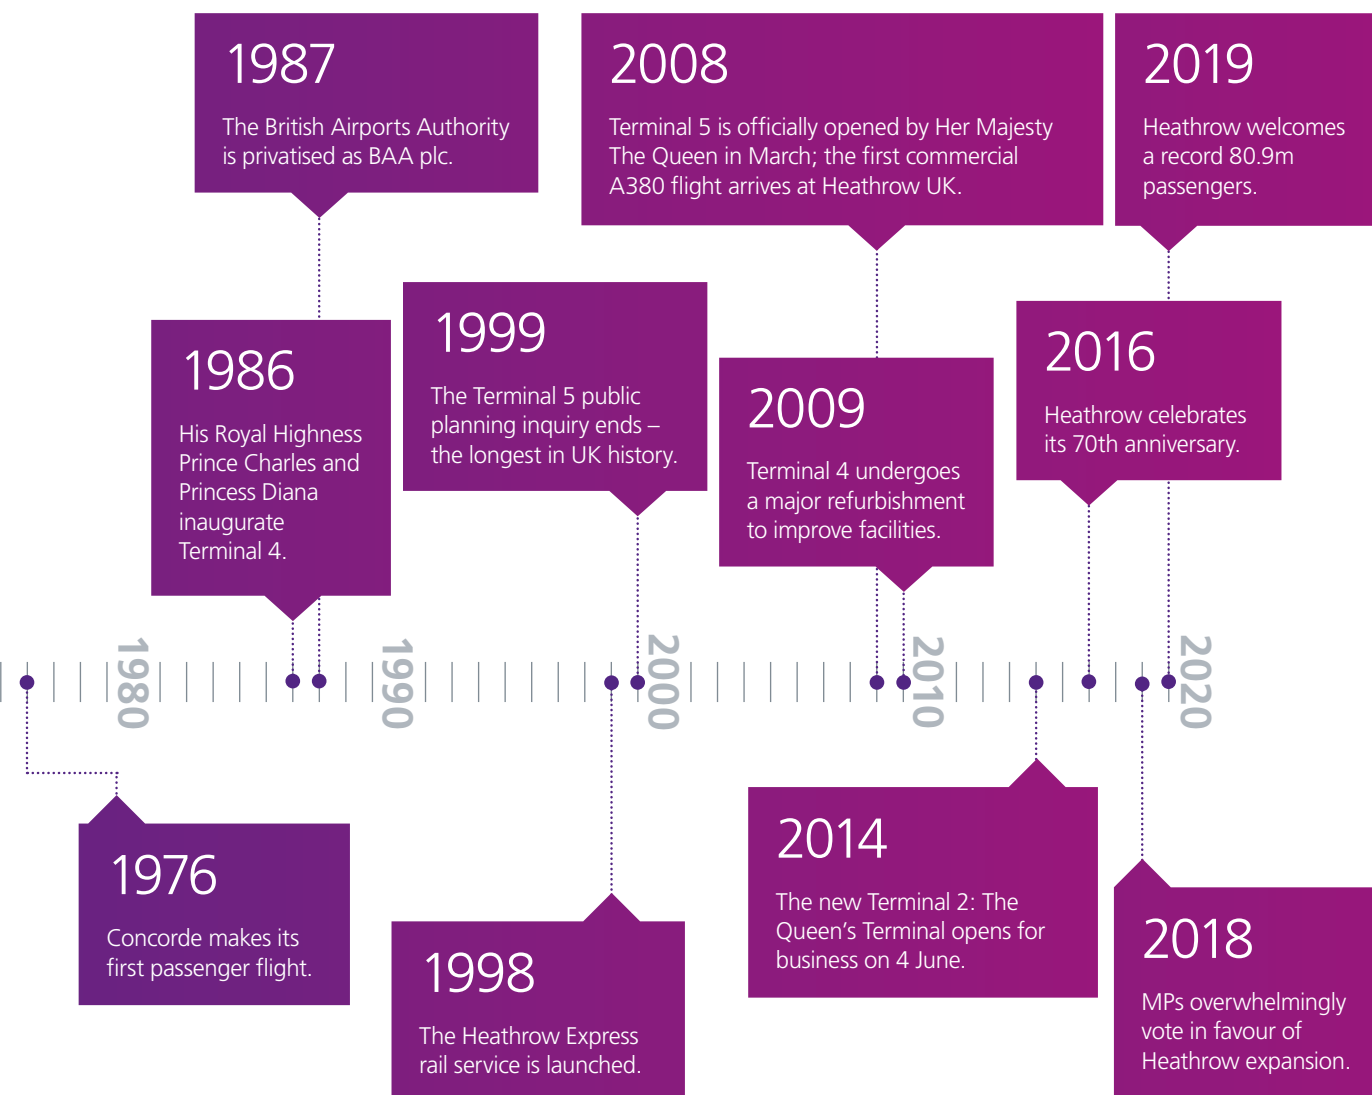 1987
The British Airports Authority
is privatised as BAA plc.
2008
Terminal 5 is officially opened by Her Majesty
The Queen in March; the first commercial
A380 flight arrives at Heathrow UK.
2019
Heathrow welcomes
a record 80.9m
passengers.
1986
His Royal Highness
Prince Charles and
Princess Diana
inaugurate
Terminal 4.
1999
The Terminal 5 public
planning inquiry ends –
the longest in UK history.
2009
Terminal 4 undergoes
a major refurbishment
to improve facilities.
2016
Heathrow celebrates
its 70th anniversary.
1980
1990
2000
2010
2020
1976
Concorde makes its
first passenger flight.
1998
The Heathrow Express
rail service is launched.
2014
The new Terminal 2: The
Queen’s Terminal opens for
business on 4 June.
2018
MPs overwhelmingly
vote in favour of
Heathrow expansion.